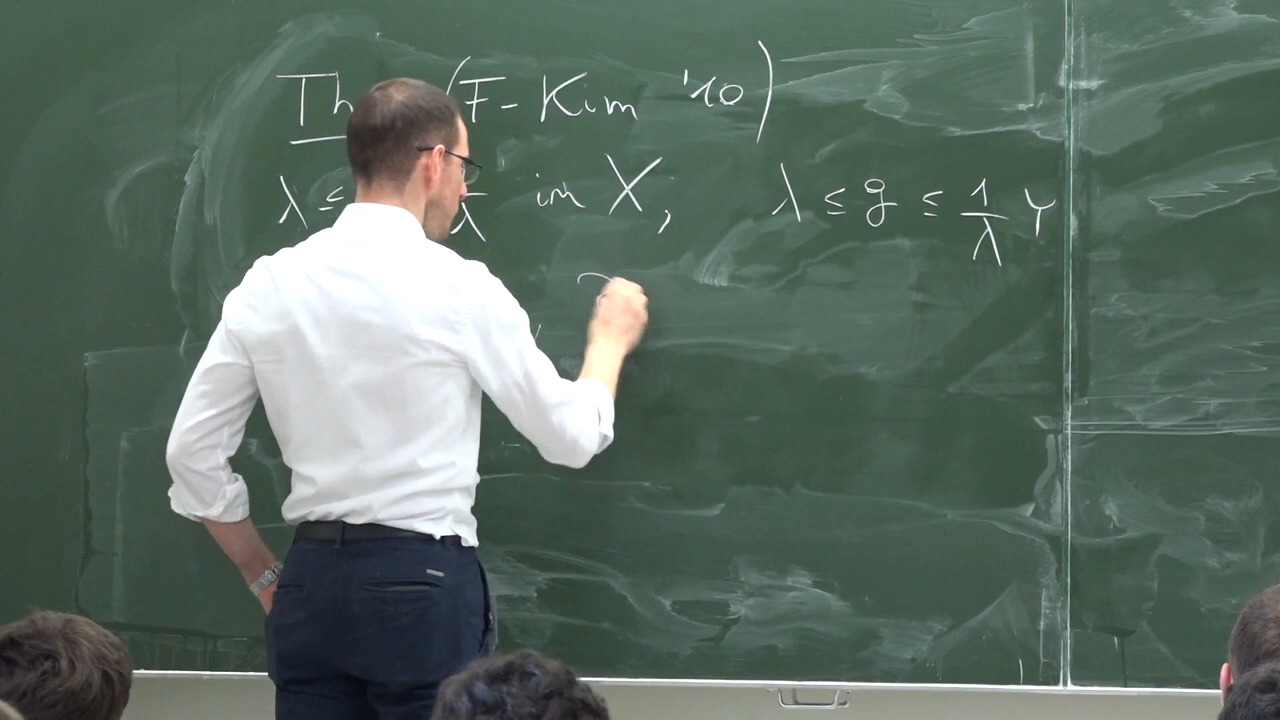 Th (F-Kim '10)
λ ≤ λ in X, λ ≤ g ≤ 1/λ Y